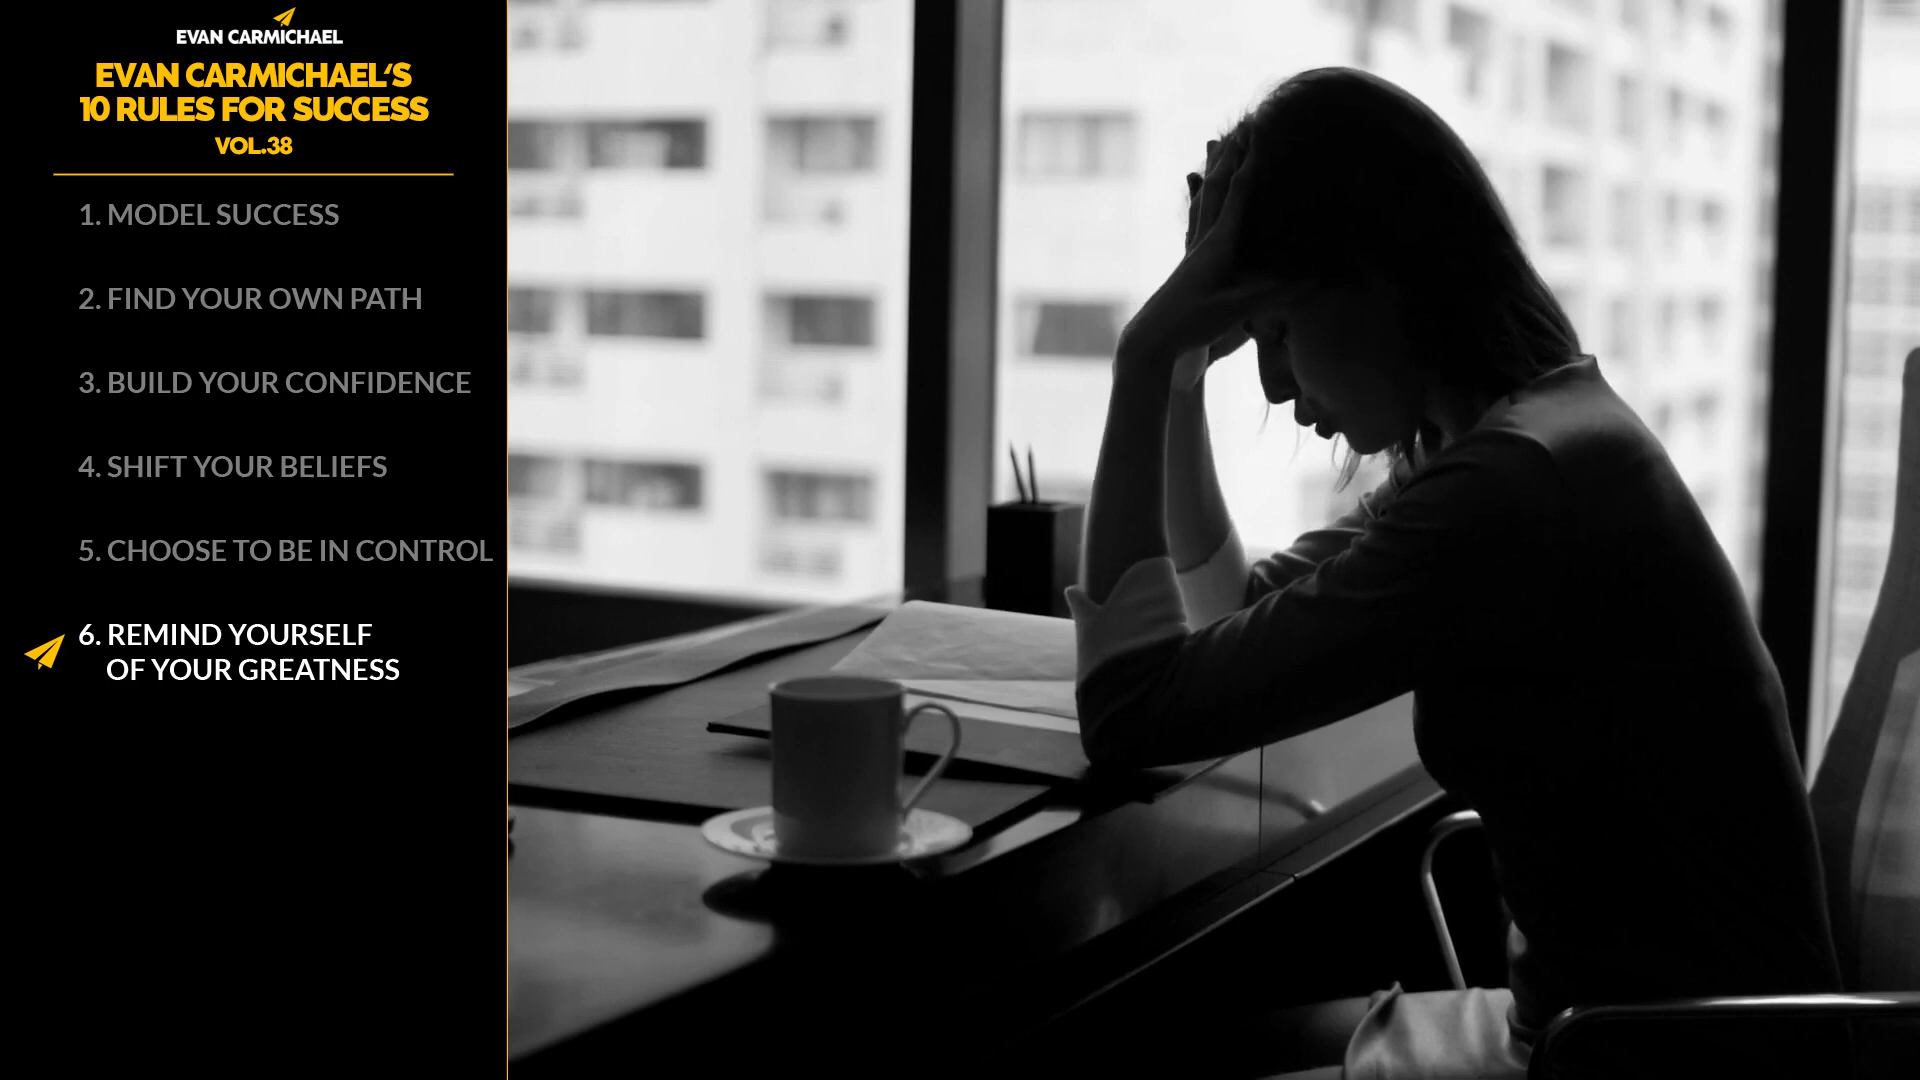 EVAN CARMICHAEL
EVAN CARMICHAEL'S
10 RULES FOR SUCCESS
VOL.38
1. MODEL SUCCESS
2. FIND YOUR OWN PATH
3. BUILD YOUR CONFIDENCE
4. SHIFT YOUR BELIEFS
5. CHOOSE TO BE IN CONTROL
6. REMIND YOURSELF
OF YOUR GREATNESS